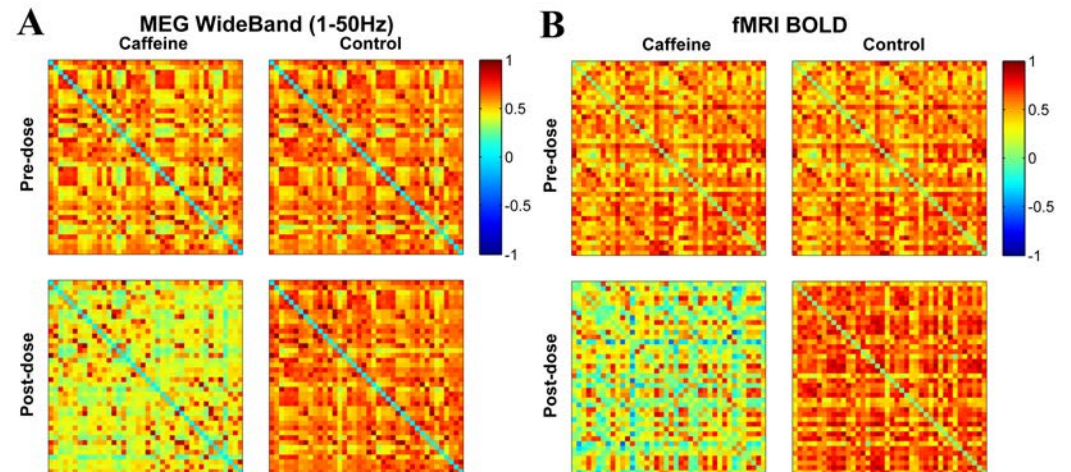 A
MEG WideBand (1-50Hz)
Caffeine
Control
Pre-dose
1
0.5
0
-0.5
-1
Post-dose
B
fMRI BOLD
Caffeine
Control
Pre-dose
1
0.5
0
-0.5
-1
Post-dose